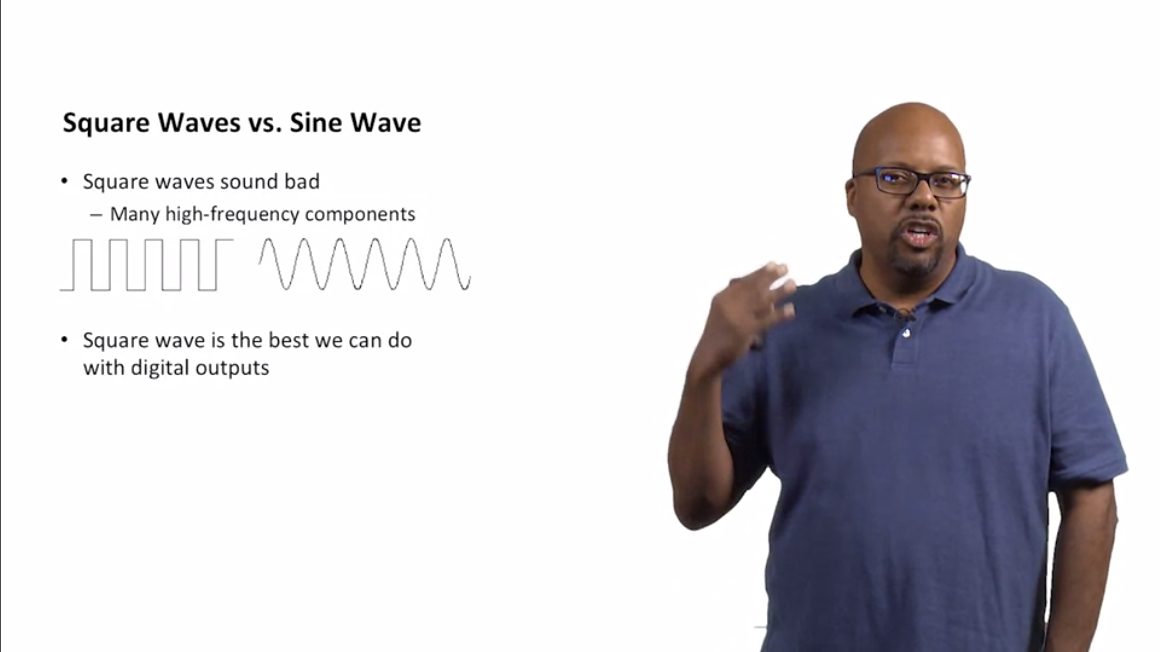 Square Waves vs. Sine Wave
• Square waves sound bad
– Many high-frequency components
• Square wave is the best we can do
with digital outputs